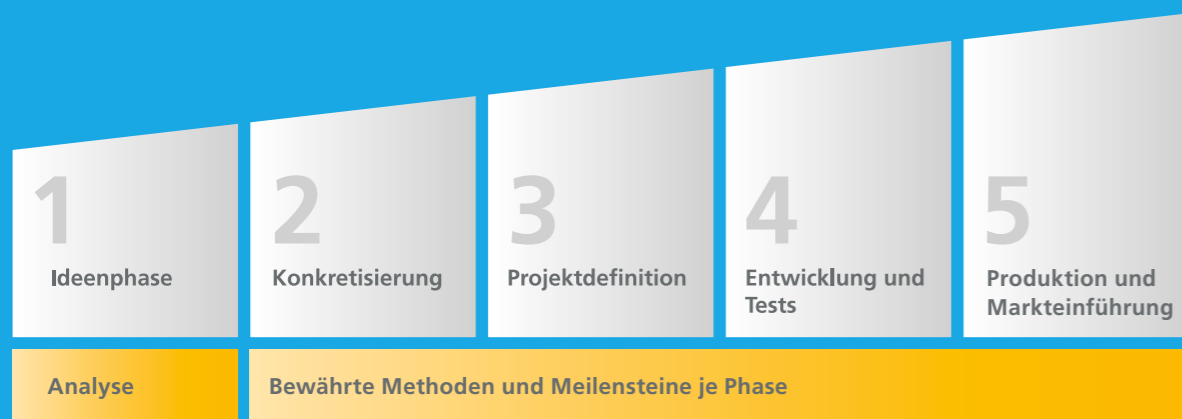 1
Ideenphase
2
Konkretisierung
3
Projektdefinition
4
Entwicklung und
Tests
5
Produktion und
Markteinführung
Analyse
Bewährte Methoden und Meilensteine je Phase